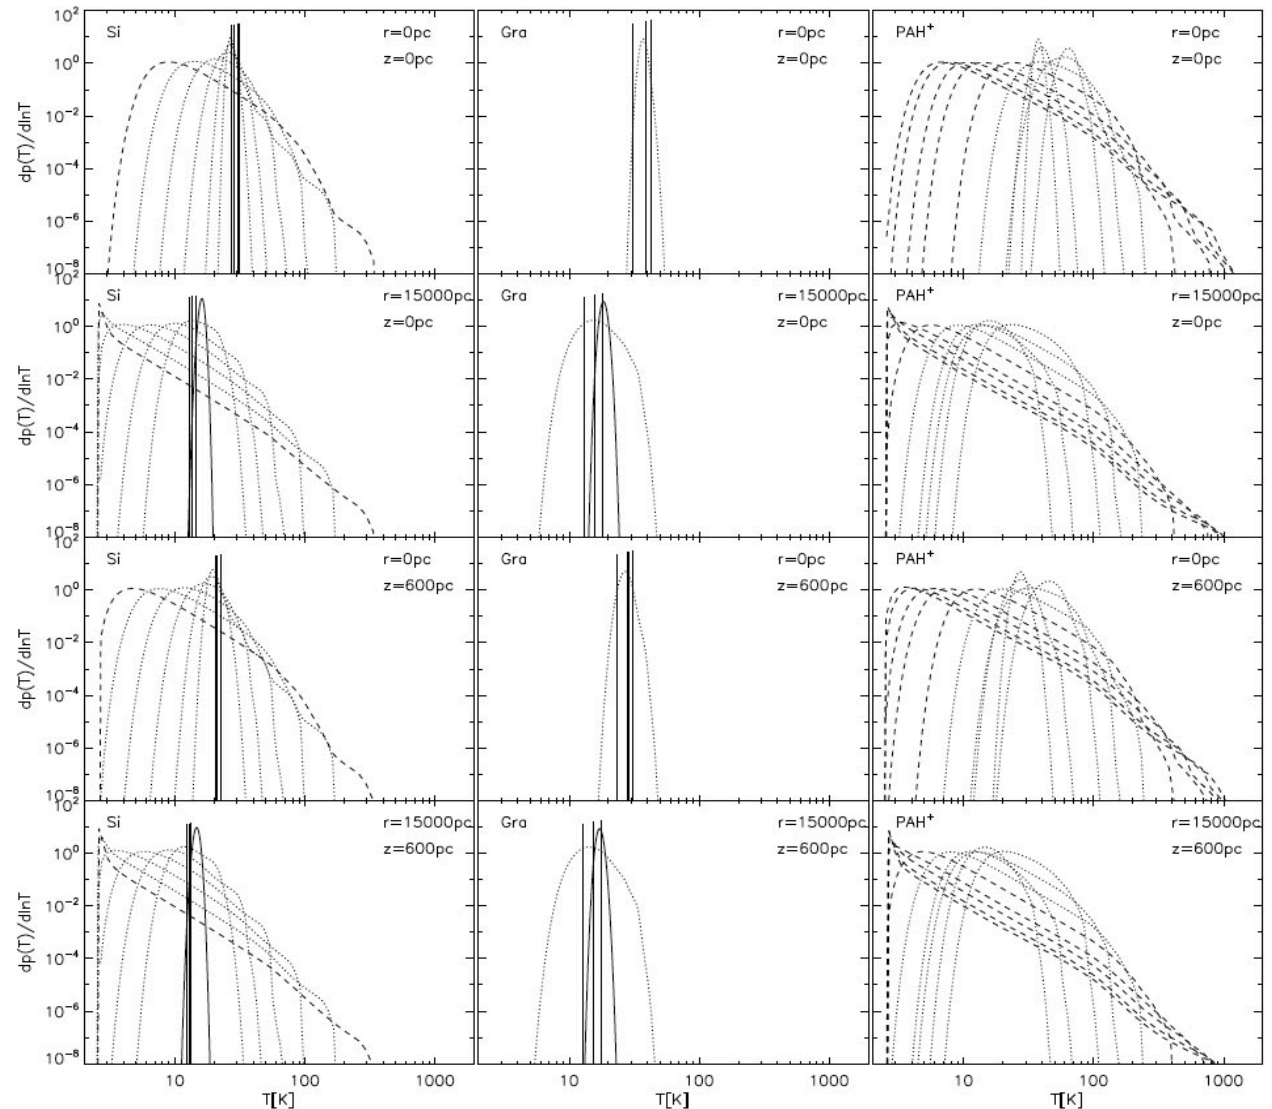 10² Si r=0pc Gra r=0pc PAH⁺ r=0pc
z=0pc z=0pc z=0pc
10⁰
10⁻²
dp(T)/dlnT
10⁻⁴
10⁻⁶
10⁻⁸
10² Si r=15000pc Gra r=15000pc PAH⁺ r=15000pc
z=0pc z=0pc z=0pc
10⁰
10⁻²
dp(T)/dlnT
10⁻⁴
10⁻⁶
10⁻⁸
10² Si r=0pc Gra r=0pc PAH⁺ r=0pc
z=600pc z=600pc z=600pc
10⁰
10⁻²
dp(T)/dlnT
10⁻⁴
10⁻⁶
10⁻⁸
10² Si r=15000pc Gra r=15000pc PAH⁺ r=15000pc
z=600pc z=600pc z=600pc
10⁰
10⁻²
dp(T)/dlnT
10⁻⁴
10⁻⁶
10⁻⁸
10 100 1000 10 100 1000 10 100 1000
T[K] T[K] T[K]